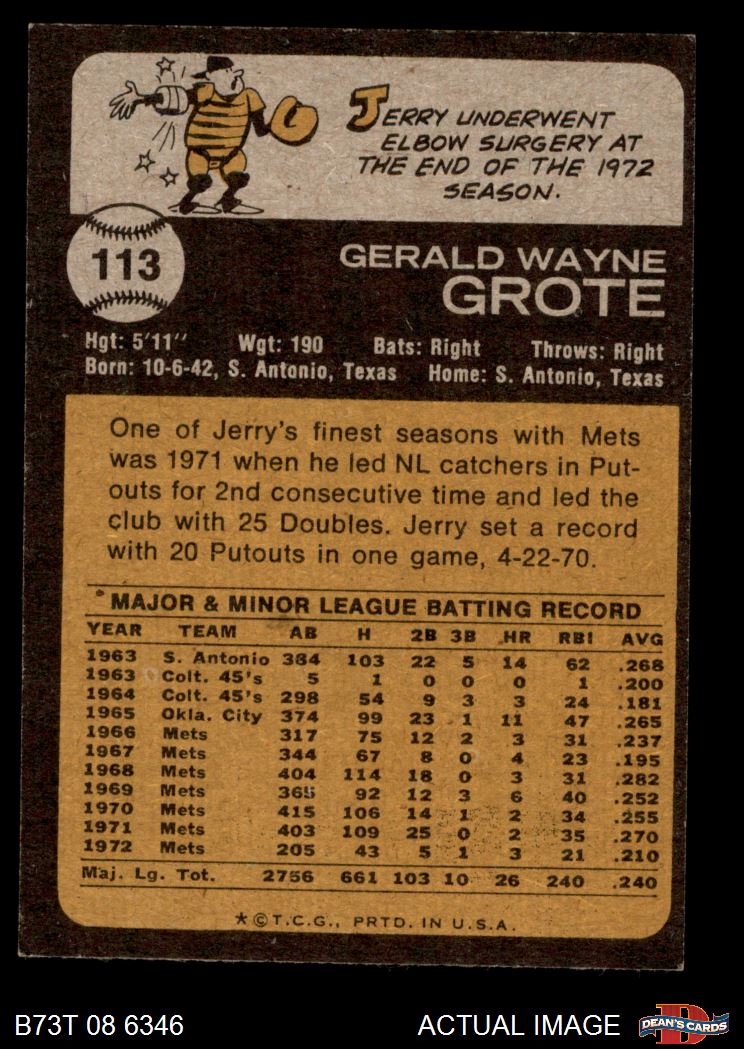 JERRY UNDERWENT
ELBOW SURGERY AT
THE END OF THE 1972
SEASON.
113
GERALD WAYNE
GROTE
Hgt: 5'11" Wgt: 190 Bats: Right Throws: Right
Born: 10-6-42, S. Antonio, Texas Home: S. Antonio, Texas
One of Jerry's finest seasons with Mets
was 1971 when he led NL catchers in Put-
outs for 2nd consecutive time and led the
club with 25 Doubles. Jerry set a record
with 20 Putouts in one game, 4-22-70.
MAJOR & MINOR LEAGUE BATTING RECORD
YEAR TEAM AB H 2B 3B HR RBI AVG
1963 S. Antonio 384 103 22 5 14 62 .268
1963 Colt. 45's 5 1 0 0 0 1 .200
1964 Colt. 45's 298 54 9 3 3 24 .181
1965 Okla. City 374 99 23 1 11 47 .265
1966 Mets 317 75 12 2 3 31 .237
1967 Mets 344 67 8 0 4 23 .195
1968 Mets 404 114 18 0 3 31 .282
1969 Mets 365 92 12 3 6 40 .252
1970 Mets 415 106 14 1 2 34 .255
1971 Mets 403 109 25 0 2 35 .270
1972 Mets 205 43 5 1 3 21 .210
Maj. Lg. Tot. 2756 661 103 10 26 240 .240
*©T.C.G., PRTD. IN U.S.A.
B73T 08 6346 ACTUAL IMAGE
D
DEAN'S CARDS